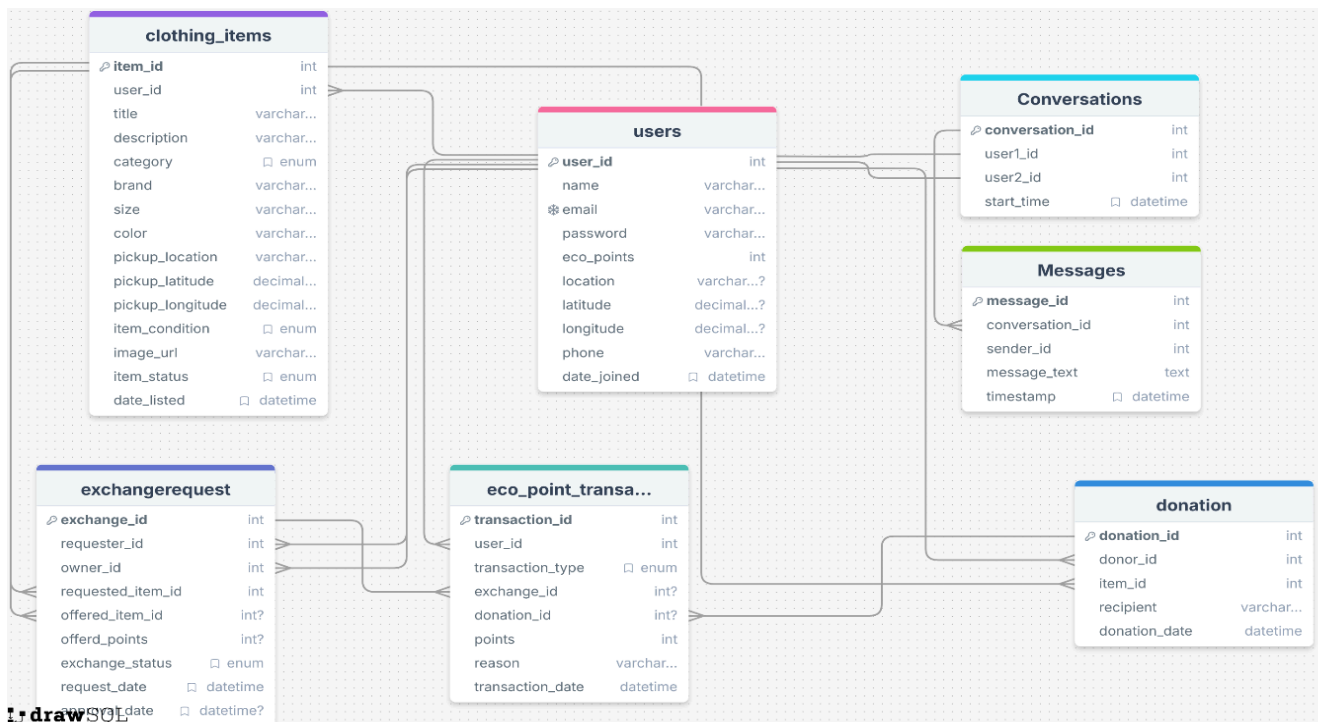 clothing_items
item_id int
user_id int
title varchar...
description varchar...
category enum
brand varchar...
size varchar...
color varchar...
pickup_location varchar...
pickup_latitude decimal...
pickup_longitude decimal...
item_condition enum
image_url varchar...
item_status enum
date_listed datetime
users
user_id int
name varchar...
email varchar...
password varchar...
eco_points int
location varchar...?
latitude decimal...?
longitude decimal...?
phone varchar...
date_joined datetime
Conversations
conversation_id int
user1_id int
user2_id int
start_time datetime
Messages
message_id int
conversation_id int
sender_id int
message_text text
timestamp datetime
exchangerequest
exchange_id int
requester_id int
owner_id int
requested_item_id int
offered_item_id int?
offerd_points int?
exchange_status enum
request_date datetime
approval_date datetime?
eco_point_transa...
transaction_id int
user_id int
transaction_type enum
exchange_id int?
donation_id int?
points int
reason varchar...
transaction_date datetime
donation
donation_id int
donor_id int
item_id int
recipient varchar...
donation_date datetime
drawSQL